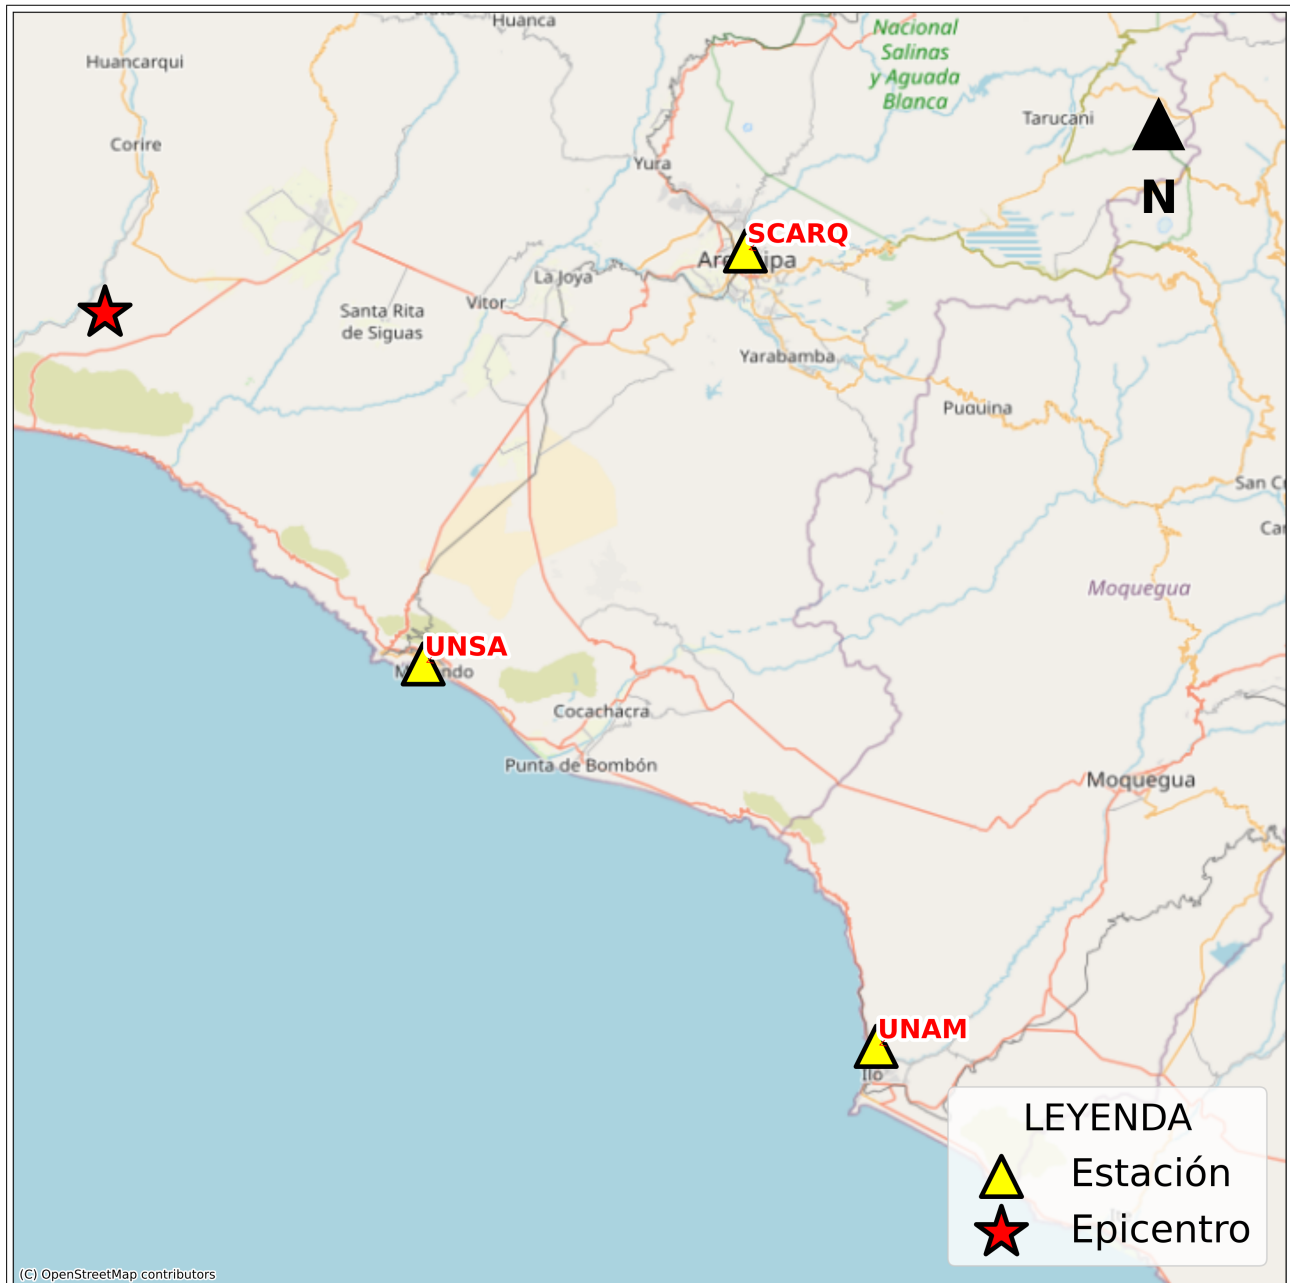 Huanca
Nacional
Salinas
y Aguada
Blanca
Huancarqui
Tarucani
Corire
Yura
N
SCARQ
La Joya
Vitor
Santa Rita
de Siguas
Yarabamba
Puquina
Moquegua
UNSA
Cocachacra
Punta de Bombón
Moquegua
UNAM
Ilo
LEYENDA
Estación
Epicentro
(C) OpenStreetMap contributors